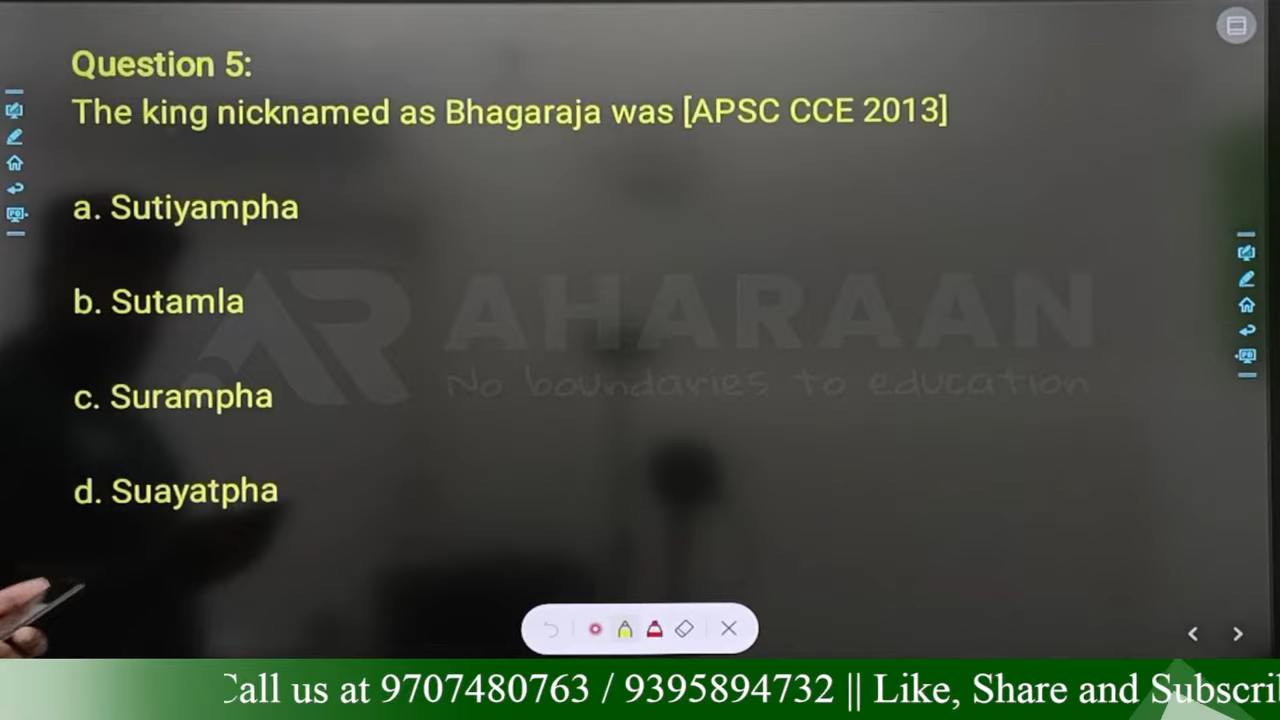 Question 5:
The king nicknamed as Bhagaraja was [APSC CCE 2013]
a. Sutiyampha
b. Sutamla
c. Surampha
d. Suayatpha
AR AHARAAN
No boundaries to education
Call us at 9707480763 / 9395894732 || Like, Share and Subscri